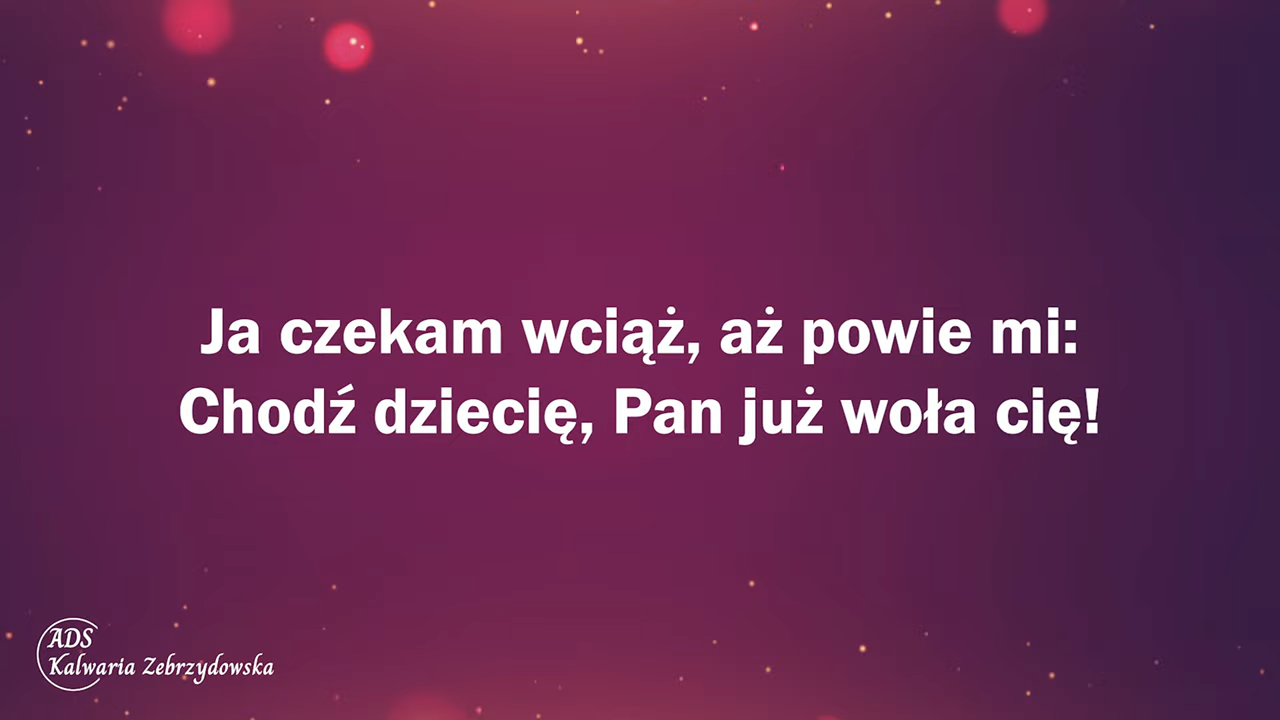 Ja czekam wciąż, aż powie mi:
Chodź dziecię, Pan już woła cię!
ADS
Kalwaria Zebrzydowska